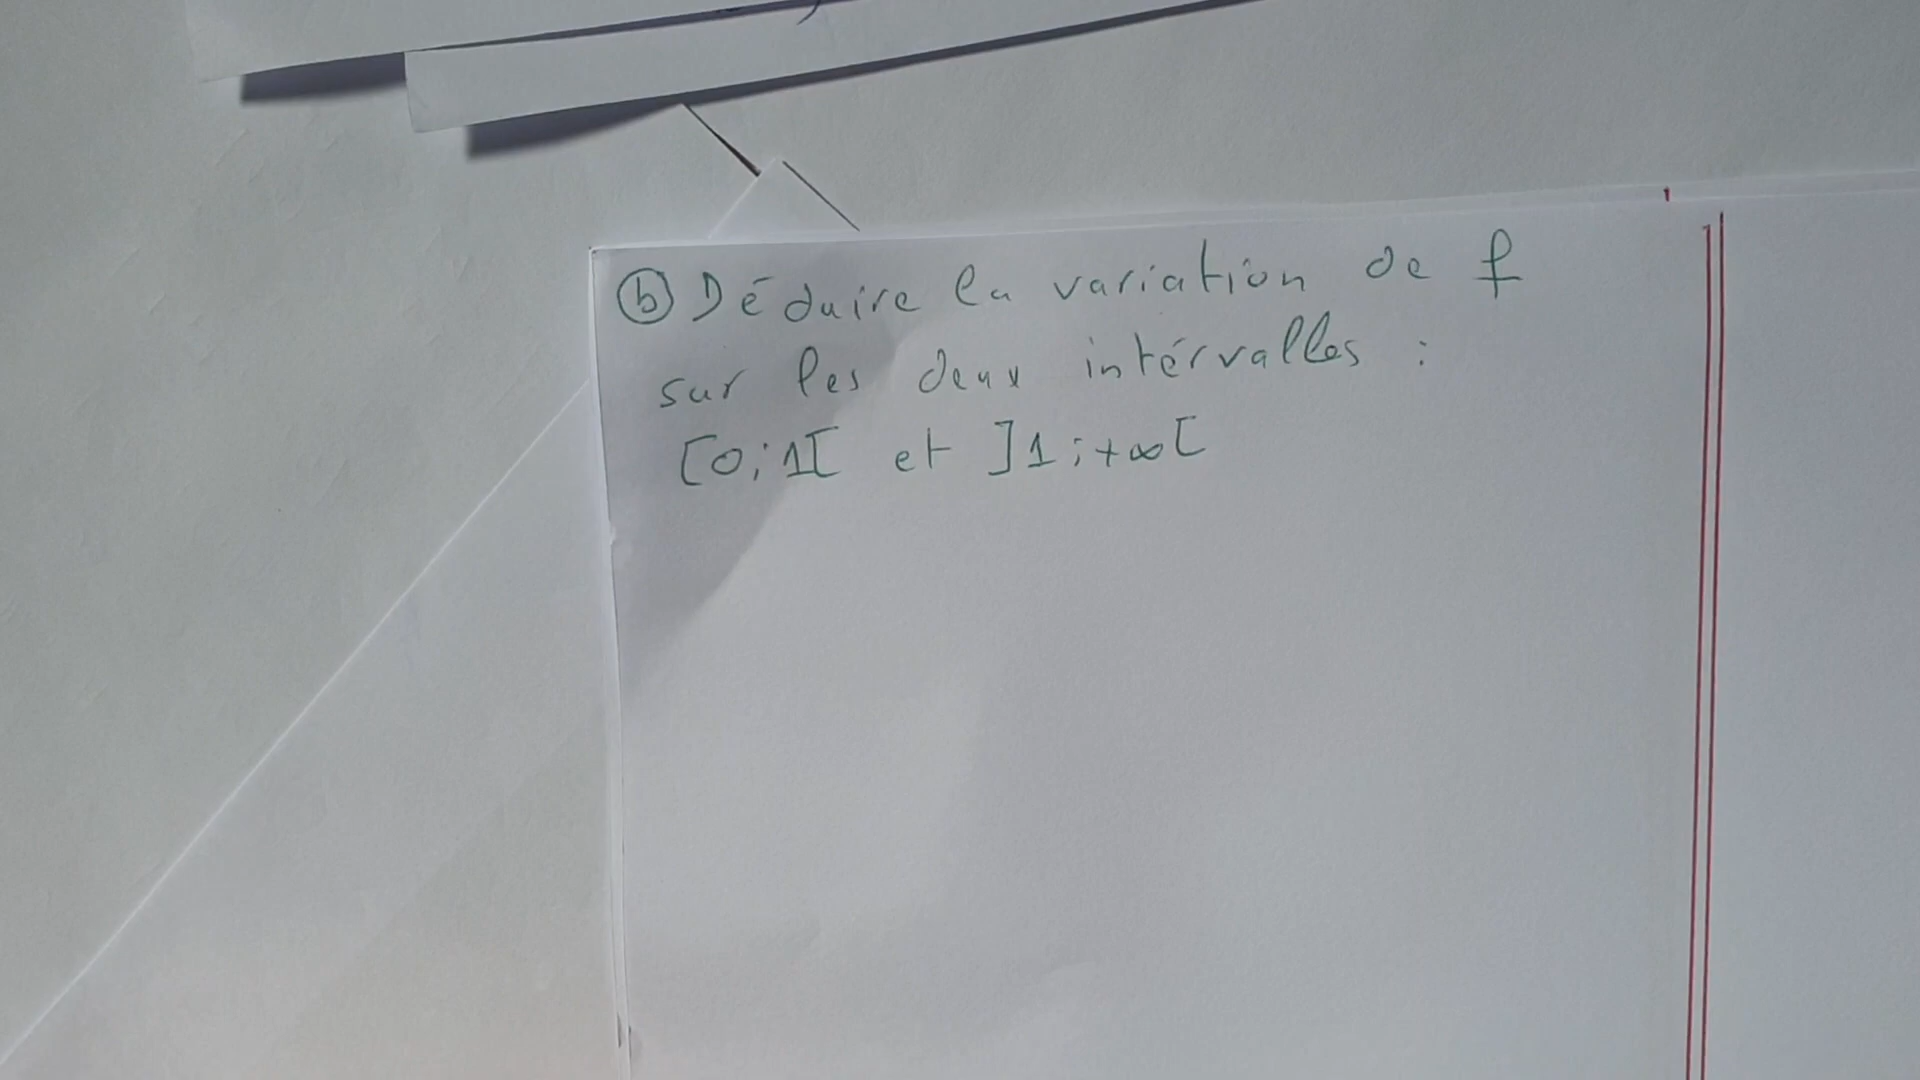 ⓑ Déduire la variation de f
sur les deux intérvalles :
[0;1[ et ]1;+∞[